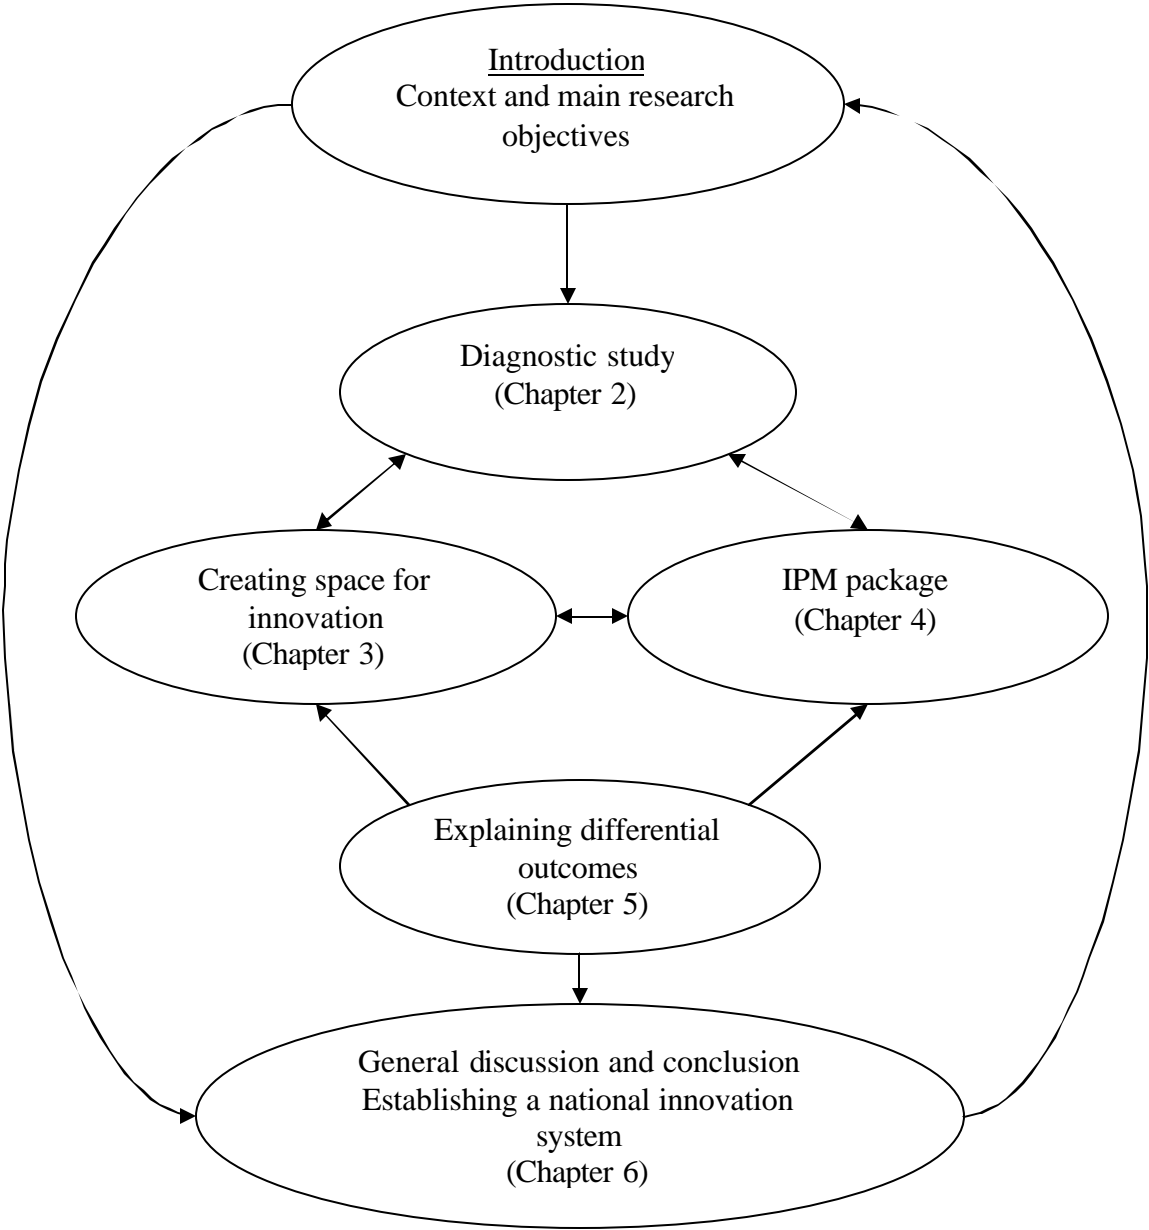 Introduction
Context and main research
objectives
Diagnostic study
(Chapter 2)
Creating space for
innovation
(Chapter 3)
IPM package
(Chapter 4)
Explaining differential
outcomes
(Chapter 5)
General discussion and conclusion
Establishing a national innovation
system
(Chapter 6)